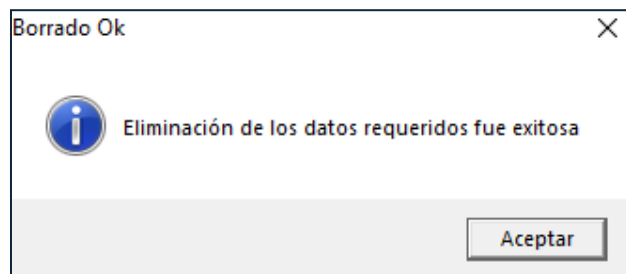 Borrado Ok
Eliminación de los datos requeridos fue exitosa
Aceptar